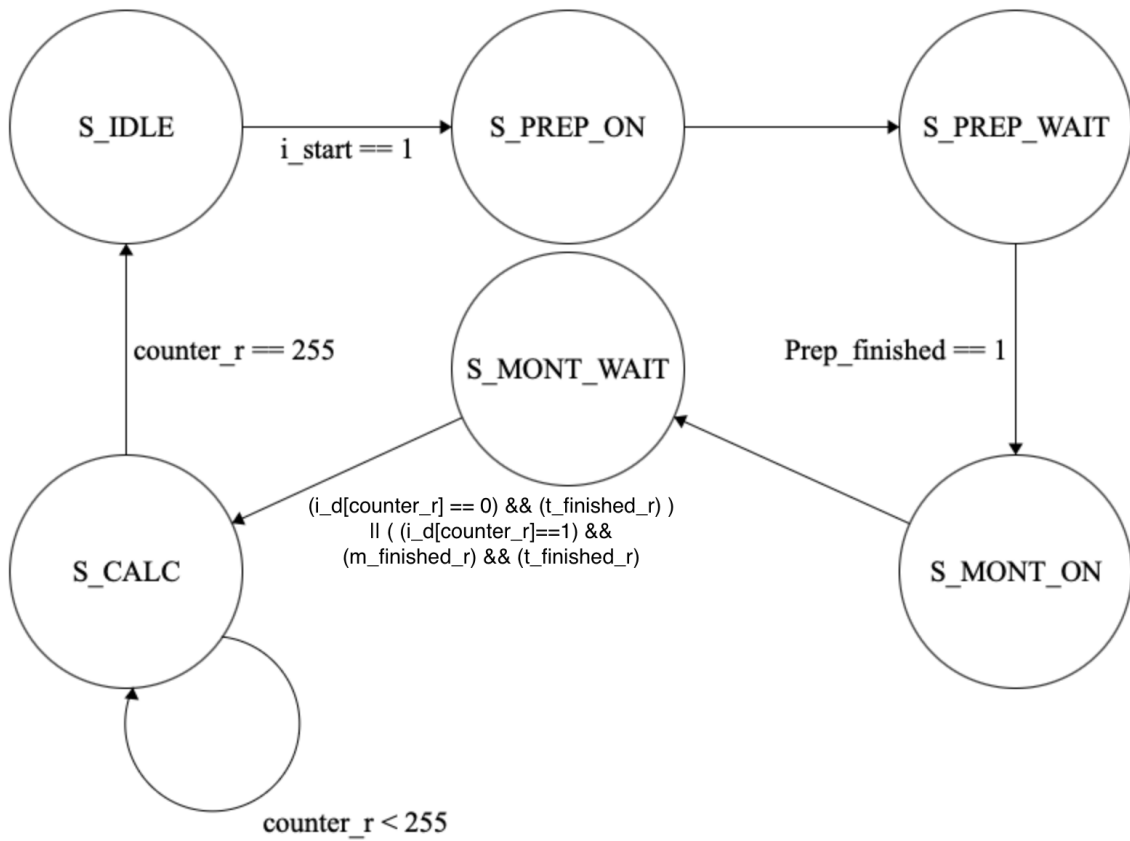 S_IDLE
i_start == 1
S_PREP_ON
S_PREP_WAIT
counter_r == 255
S_MONT_WAIT
Prep_finished == 1
(i_d[counter_r] == 0) && (t_finished_r) )
|| ( (i_d[counter_r]==1) &&
(m_finished_r) && (t_finished_r)
S_CALC
S_MONT_ON
counter_r < 255